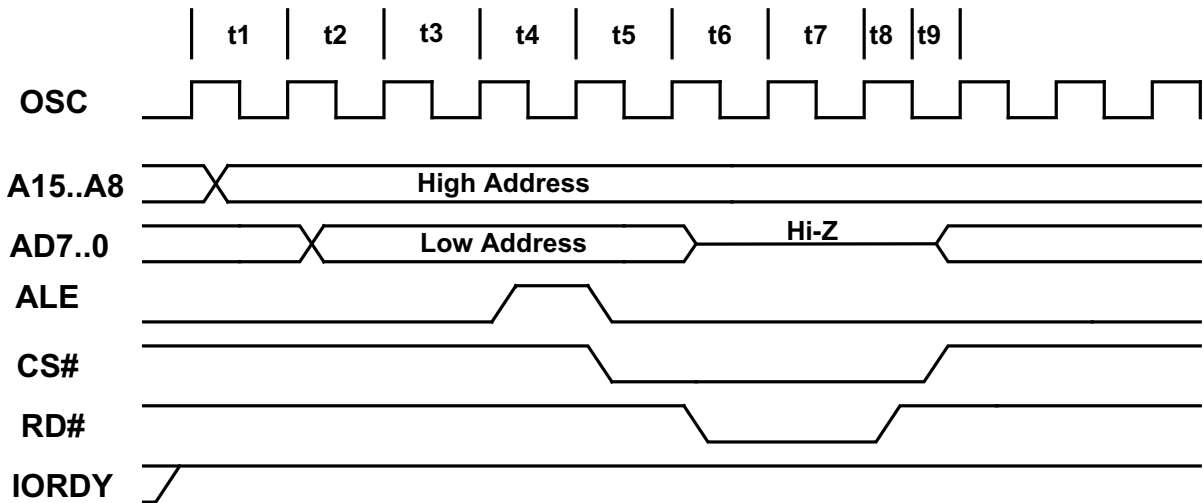 t1 t2 t3 t4 t5 t6 t7 t8 t9
OSC
A15..A8 High Address
AD7..0 Low Address Hi-Z
ALE
CS#
RD#
IORDY